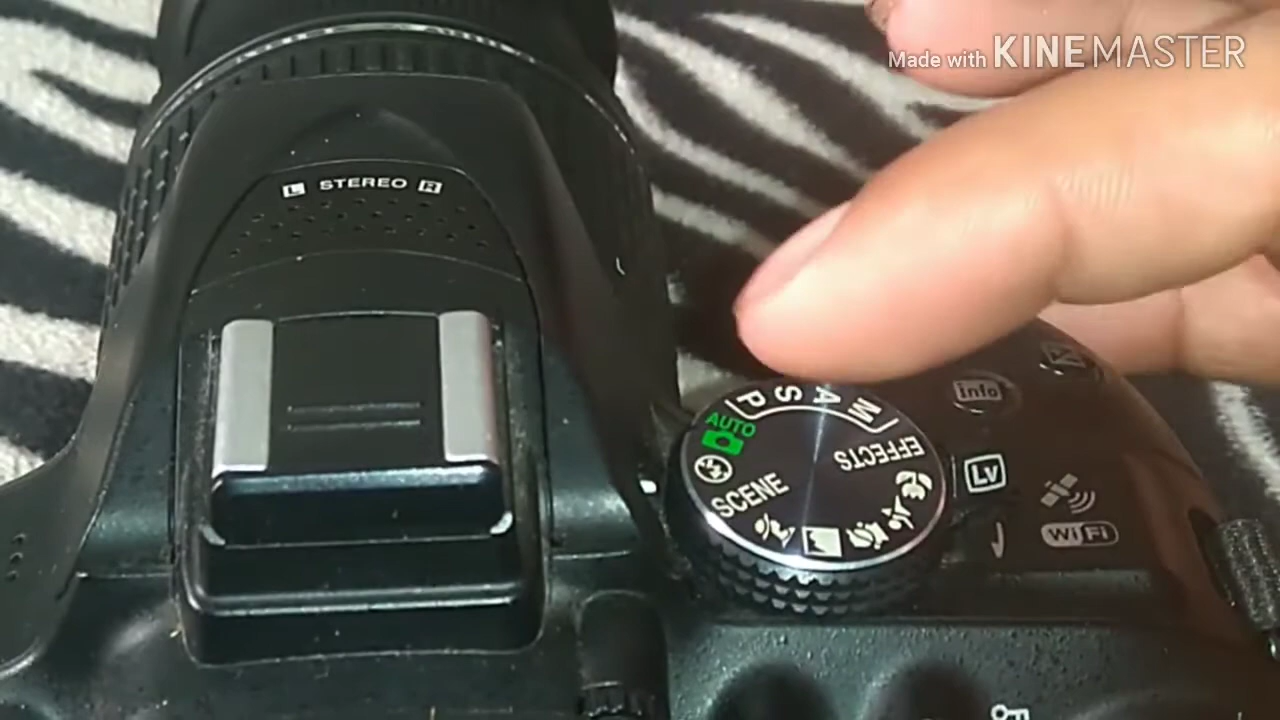 Made with KINEMASTER
L STEREO R
info
P S A M
AUTO
EFFECTS
SCENE
Lv
WiFi